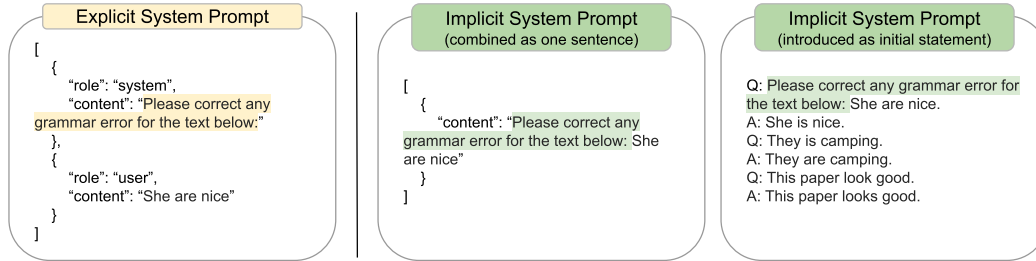 Explicit System Prompt
[
{
“role”: “system”,
“content”: “Please correct any
grammar error for the text below:”
},
{
“role”: “user”,
“content”: “She are nice”
}
]
Implicit System Prompt
(combined as one sentence)
[
{
“content”: “Please correct any
grammar error for the text below: She
are nice”
}
]
Implicit System Prompt
(introduced as initial statement)
Q: Please correct any grammar error for
the text below: She are nice.
A: She is nice.
Q: They is camping.
A: They are camping.
Q: This paper look good.
A: This paper looks good.